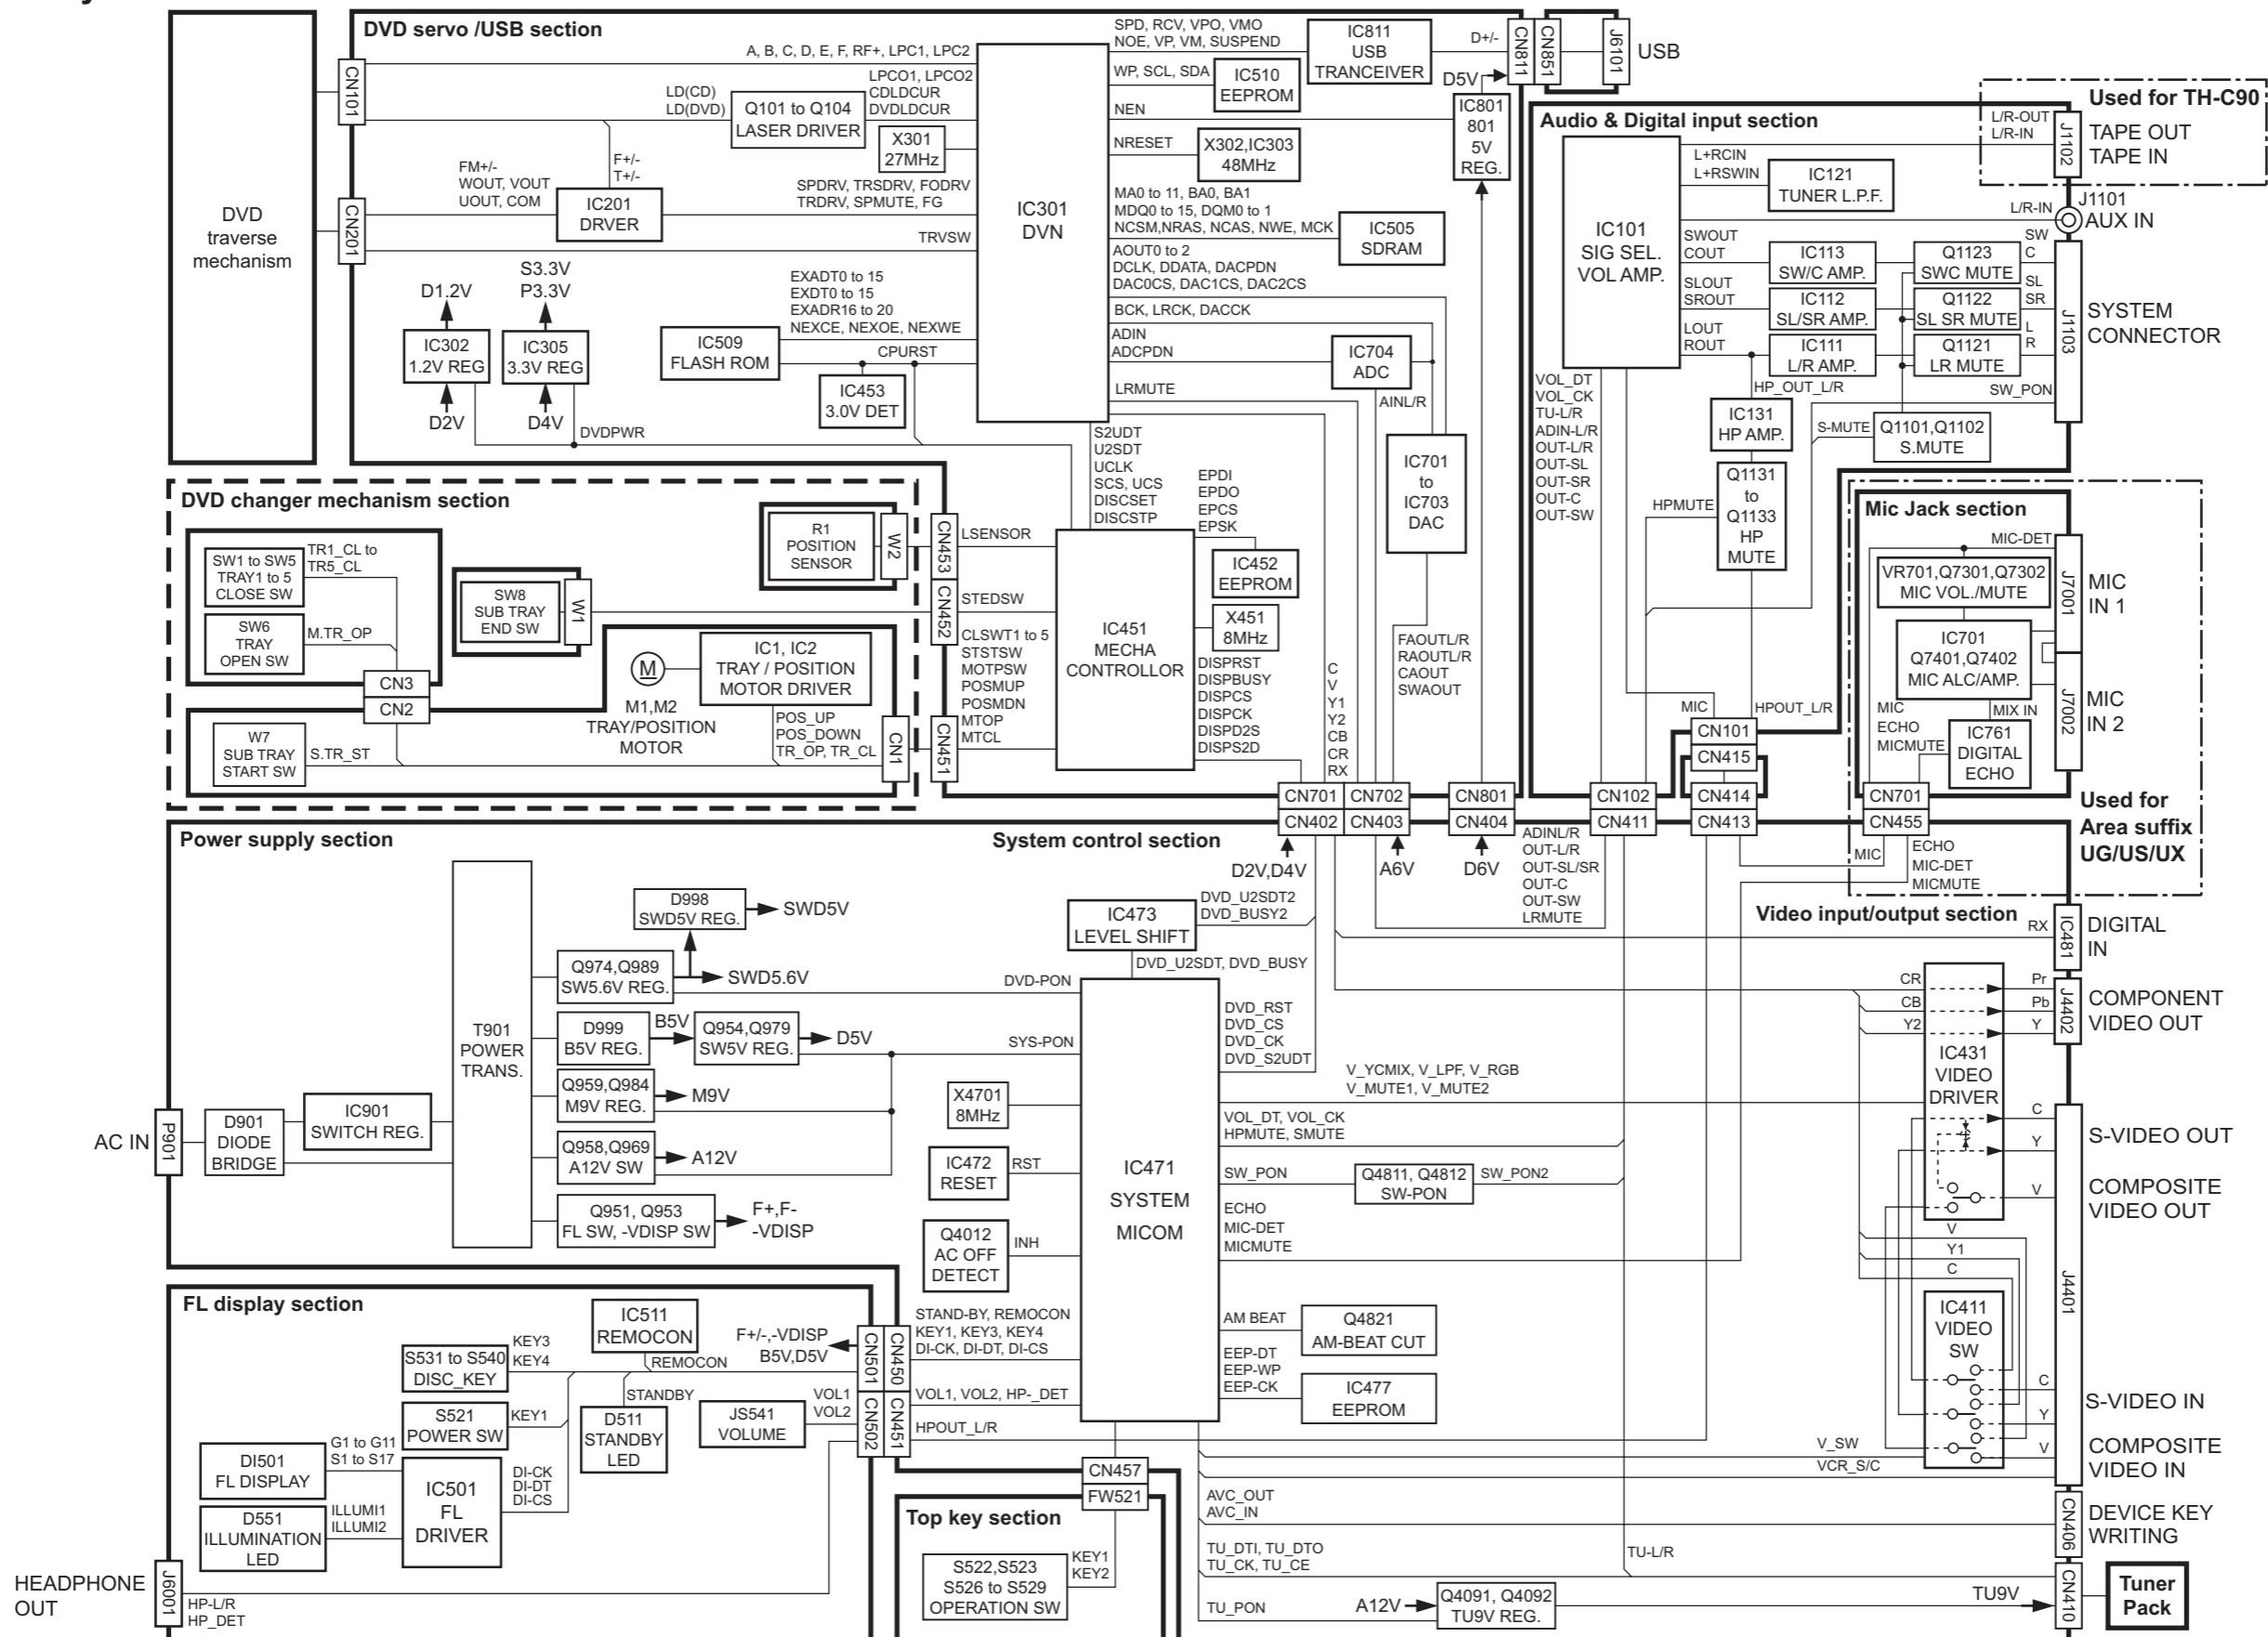 DVD servo /USB section
A, B, C, D, E, F, RF+, LPC1, LPC2
SPD, RCV, VPO, VMO
NOE, VP, VM, SUSPEND
IC811
USB
TRANCEIVER
D+/-
CN811
CN851
J6101
USB
CN101
LD(CD)
LD(DVD)
Q101 to Q104
LASER DRIVER
LPCO1, LPCO2
CDLDCUR
DVDLDCUR
X301
27MHz
WP, SCL, SDA
IC510
EEPROM
D5V
NEN
IC801
801
5V
REG.
NRESET
X302,IC303
48MHz
DVD
traverse
mechanism
FM+/-
WOUT, VOUT
UOUT, COM
F+/-
T+/-
IC201
DRVER
SPDRV, TRSDRV, FODRV
TRDRV, SPMUTE, FG
CN201
TRVSW
IC301
DVN
MA0 to 11, BA0, BA1
MDQ0 to 15, DQM0 to 1
NCSM,NRAS, NCAS, NWE, MCK
IC505
SDRAM
AOUT0 to 2
DCLK, DDATA, DACPDN
DAC0CS, DAC1CS, DAC2CS
BCK, LRCK, DACCK
ADIN
ADCPDN
IC704
ADC
LRMUTE
AINL/R
D1.2V
S3.3V
P3.3V
IC302
1.2V REG
IC305
3.3V REG
D2V
D4V
DVDPWR
EXADT0 to 15
EXDT0 to 15
EXADR16 to 20
NEXCE, NEXOE, NEXWE
IC509
FLASH ROM
CPURST
IC453
3.0V DET
S2UDT
U2SDT
UCLK
SCS, UCS
DISCSET
DISCSTP
EPDI
EPDO
EPCS
EPSK
IC701
to
IC703
DAC
Audio & Digital input section
Used for TH-C90
L/R-OUT
L/R-IN
J1102
TAPE OUT
TAPE IN
L+RCIN
L+RSWIN
IC121
TUNER L.P.F.
L/R-IN
J1101
AUX IN
IC101
SIG SEL.
VOL AMP.
SWOUT
COUT
IC113
SW/C AMP.
Q1123
SWC MUTE
SW
C
SLOUT
SROUT
IC112
SL/SR AMP.
Q1122
SL SR MUTE
SL
SR
LOUT
ROUT
IC111
L/R AMP.
Q1121
LR MUTE
L
R
J1103
SYSTEM
CONNECTOR
HP_OUT_L/R
SW_PON
VOL_DT
VOL_CK
TU-L/R
ADIN-L/R
OUT-L/R
OUT-SL
OUT-SR
OUT-C
OUT-SW
IC131
HP AMP.
S-MUTE
Q1101,Q1102
S.MUTE
HPMUTE
Q1131
to
Q1133
HP
MUTE
MIC
HPOUT_L/R
CN101
CN415
CN414
CN413
Mic Jack section
MIC-DET
VR701,Q7301,Q7302
MIC VOL./MUTE
J7001
MIC
IN 1
IC701
Q7401,Q7402
MIC ALC/AMP.
J7002
MIC
IN 2
MIC
ECHO
MICMUTE
MIX IN
IC761
DIGITAL
ECHO
CN701
CN455
Used for
Area suffix
UG/US/UX
MIC
ECHO
MIC-DET
MICMUTE
DVD changer mechanism section
SW1 to SW5
TRAY1 to 5
CLOSE SW
TR1_CL to
TR5_CL
SW6
TRAY
OPEN SW
M.TR_OP
CN3
CN2
SW8
SUB TRAY
END SW
W1
R1
POSITION
SENSOR
W2
CN453
LSENSOR
CN452
STEDSW
M
M1,M2
TRAY/POSITION
MOTOR
IC1, IC2
TRAY / POSITION
MOTOR DRIVER
POS_UP
POS_DOWN
TR_OP, TR_CL
W7
SUB TRAY
START SW
S.TR_ST
CN1
CN451
CLSWT1 to 5
STSTSW
MOTPSW
POSMUP
POSMDN
MTOP
MTCL
IC451
MECHA
CONTROLLOR
IC452
EEPROM
X451
8MHz
DISPRST
DISPBUSY
DISPCS
DISPCK
DISPD2S
DISPS2D
C
V
Y1
Y2
CB
CR
RX
FAOUTL/R
RAOUTL/R
CAOUT
SWAOUT
CN701
CN702
CN801
CN102
CN402
CN403
CN404
CN411
Power supply section
System control section
D2V,D4V
A6V
D6V
ADINL/R
OUT-L/R
OUT-SL/SR
OUT-C
OUT-SW
LRMUTE
D998
SWD5V REG.
SWD5V
Q974,Q989
SW5.6V REG.
SWD5.6V
DVD-PON
D999
B5V REG.
B5V
Q954,Q979
SW5V REG.
D5V
SYS-PON
Q959,Q984
M9V REG.
M9V
Q958,Q969
A12V SW
A12V
Q951, Q953
FL SW, -VDISP SW
F+,F-
-VDISP
T901
POWER
TRANS.
AC IN
P901
D901
DIODE
BRIDGE
IC901
SWITCH REG.
IC473
LEVEL SHIFT
DVD_U2SDT2
DVD_BUSY2
DVD_U2SDT, DVD_BUSY
DVD_RST
DVD_CS
DVD_CK
DVD_S2UDT
X4701
8MHz
IC472
RESET
RST
Q4012
AC OFF
DETECT
INH
IC471
SYSTEM
MICOM
V_YCMIX, V_LPF, V_RGB
V_MUTE1, V_MUTE2
VOL_DT, VOL_CK
HPMUTE, SMUTE
SW_PON
Q4811, Q4812
SW-PON
SW_PON2
ECHO
MIC-DET
MICMUTE
AM BEAT
Q4821
AM-BEAT CUT
EEP-DT
EEP-WP
EEP-CK
IC477
EEPROM
Video input/output section
RX
IC481
DIGITAL
IN
CR
CB
Y2
Pr
Pb
Y
J4402
COMPONENT
VIDEO OUT
IC431
VIDEO
DRIVER
C
Y
V
S-VIDEO OUT
COMPOSITE
VIDEO OUT
V
Y1
C
J4401
IC411
VIDEO
SW
C
Y
V
S-VIDEO IN
COMPOSITE
VIDEO IN
V_SW
VCR_S/C
AVC_OUT
AVC_IN
CN406
DEVICE KEY
WRITING
TU_DTI, TU_DTO
TU_CK, TU_CE
TU-L/R
TU_PON
A12V
Q4091, Q4092
TU9V REG.
TU9V
CN410
Tuner
Pack
FL display section
IC511
REMOCON
REMOCON
F+/-,-VDISP
B5V,D5V
CN501
CN450
STAND-BY, REMOCON
KEY1, KEY3, KEY4
DI-CK, DI-DT, DI-CS
S531 to S540
DISC_KEY
KEY3
KEY4
S521
POWER SW
KEY1
STANDBY
D511
STANDBY
LED
JS541
VOLUME
VOL1
VOL2
CN502
CN451
VOL1, VOL2, HP-_DET
HPOUT_L/R
DI501
FL DISPLAY
G1 to G11
S1 to S17
D551
ILLUMINATION
LED
ILLUMI1
ILLUMI2
IC501
FL
DRIVER
DI-CK
DI-DT
DI-CS
HEADPHONE
OUT
J6001
HP-L/R
HP_DET
CN457
FW521
Top key section
S522,S523
S526 to S529
OPERATION SW
KEY1
KEY2